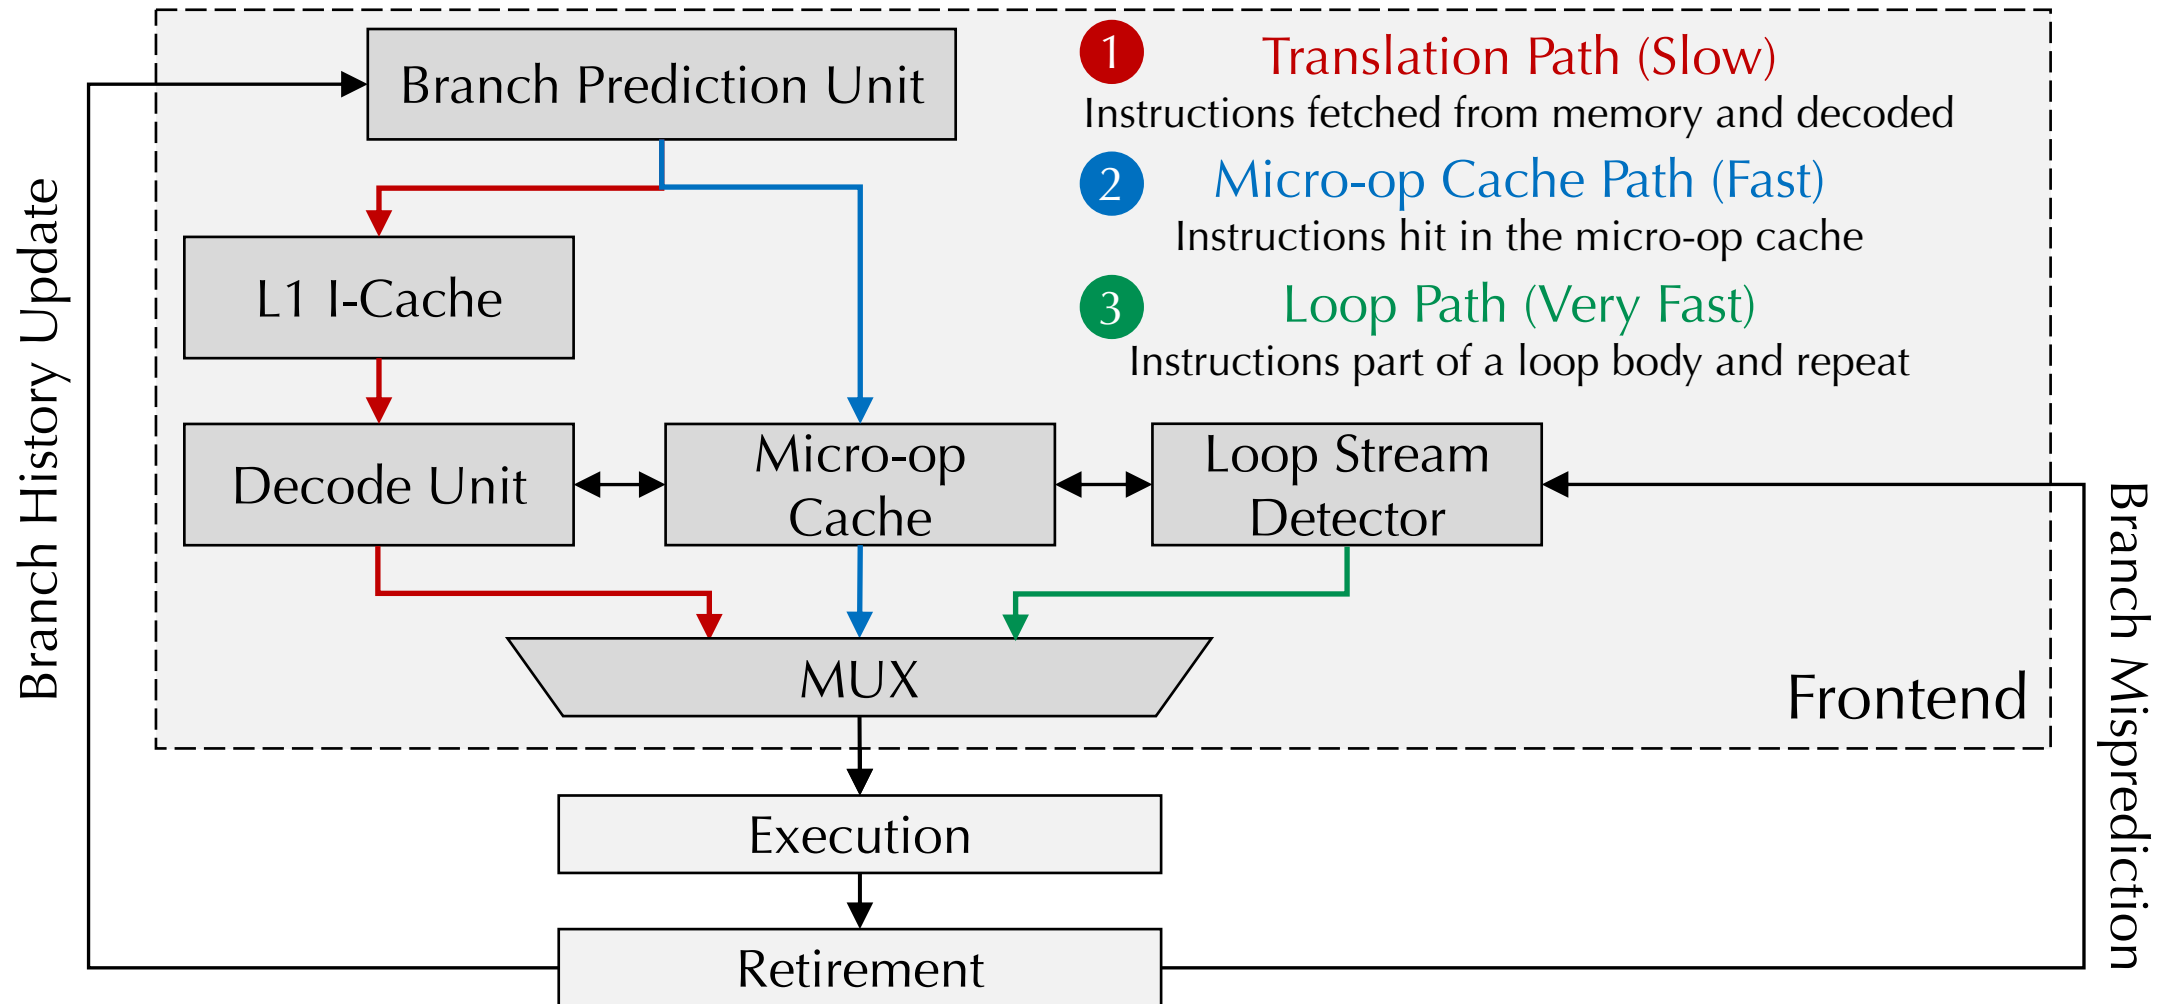 Branch Prediction Unit
1 Translation Path (Slow)
Instructions fetched from memory and decoded
2 Micro-op Cache Path (Fast)
Instructions hit in the micro-op cache
3 Loop Path (Very Fast)
Instructions part of a loop body and repeat
Branch History Update
L1 I-Cache
Decode Unit
Micro-op
Cache
Loop Stream
Detector
MUX
Frontend
Branch Misprediction
Execution
Retirement